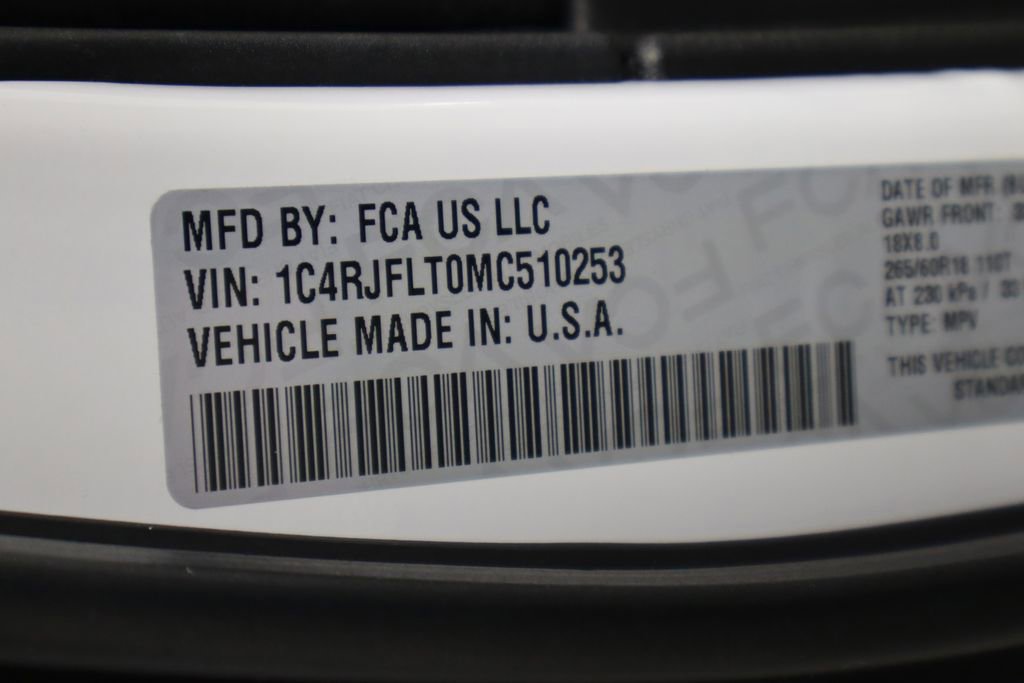 MFD BY: FCA US LLC
VIN: 1C4RJFLT0MC510253
VEHICLE MADE IN: U.S.A.
DATE OF MFR
GAWR FRONT:
18X8.0
265/60R18 110T
AT 230 kPa / 33
TYPE: MPV
THIS VEHICLE